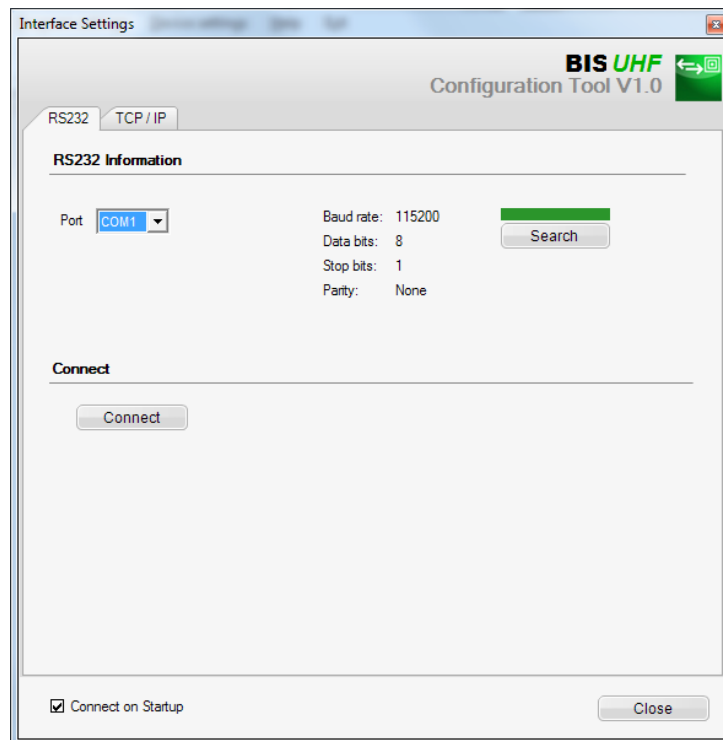 Interface Settings
BIS UHF
Configuration Tool V1.0
RS232 TCP / IP
RS232 Information
Port COM1
Baud rate: 115200
Search
Data bits: 8
Stop bits: 1
Parity: None
Connect
Connect
Connect on Startup
Close